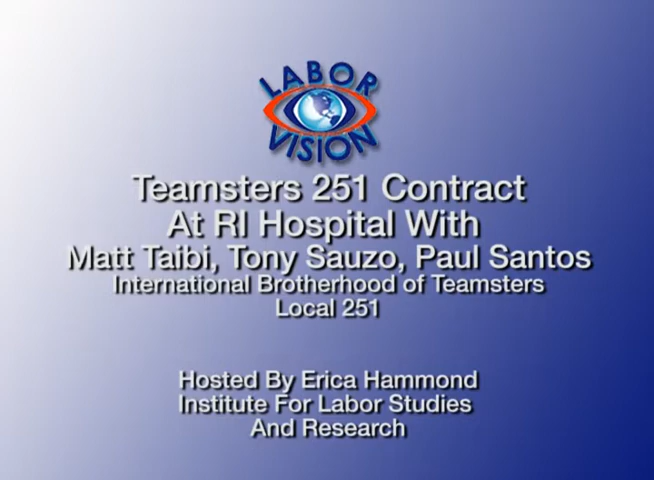 LABOR
VISION
Teamsters 251 Contract
At RI Hospital With
Matt Taibi, Tony Sauzo, Paul Santos
International Brotherhood of Teamsters
Local 251
Hosted By Erica Hammond
Institute For Labor Studies
And Research